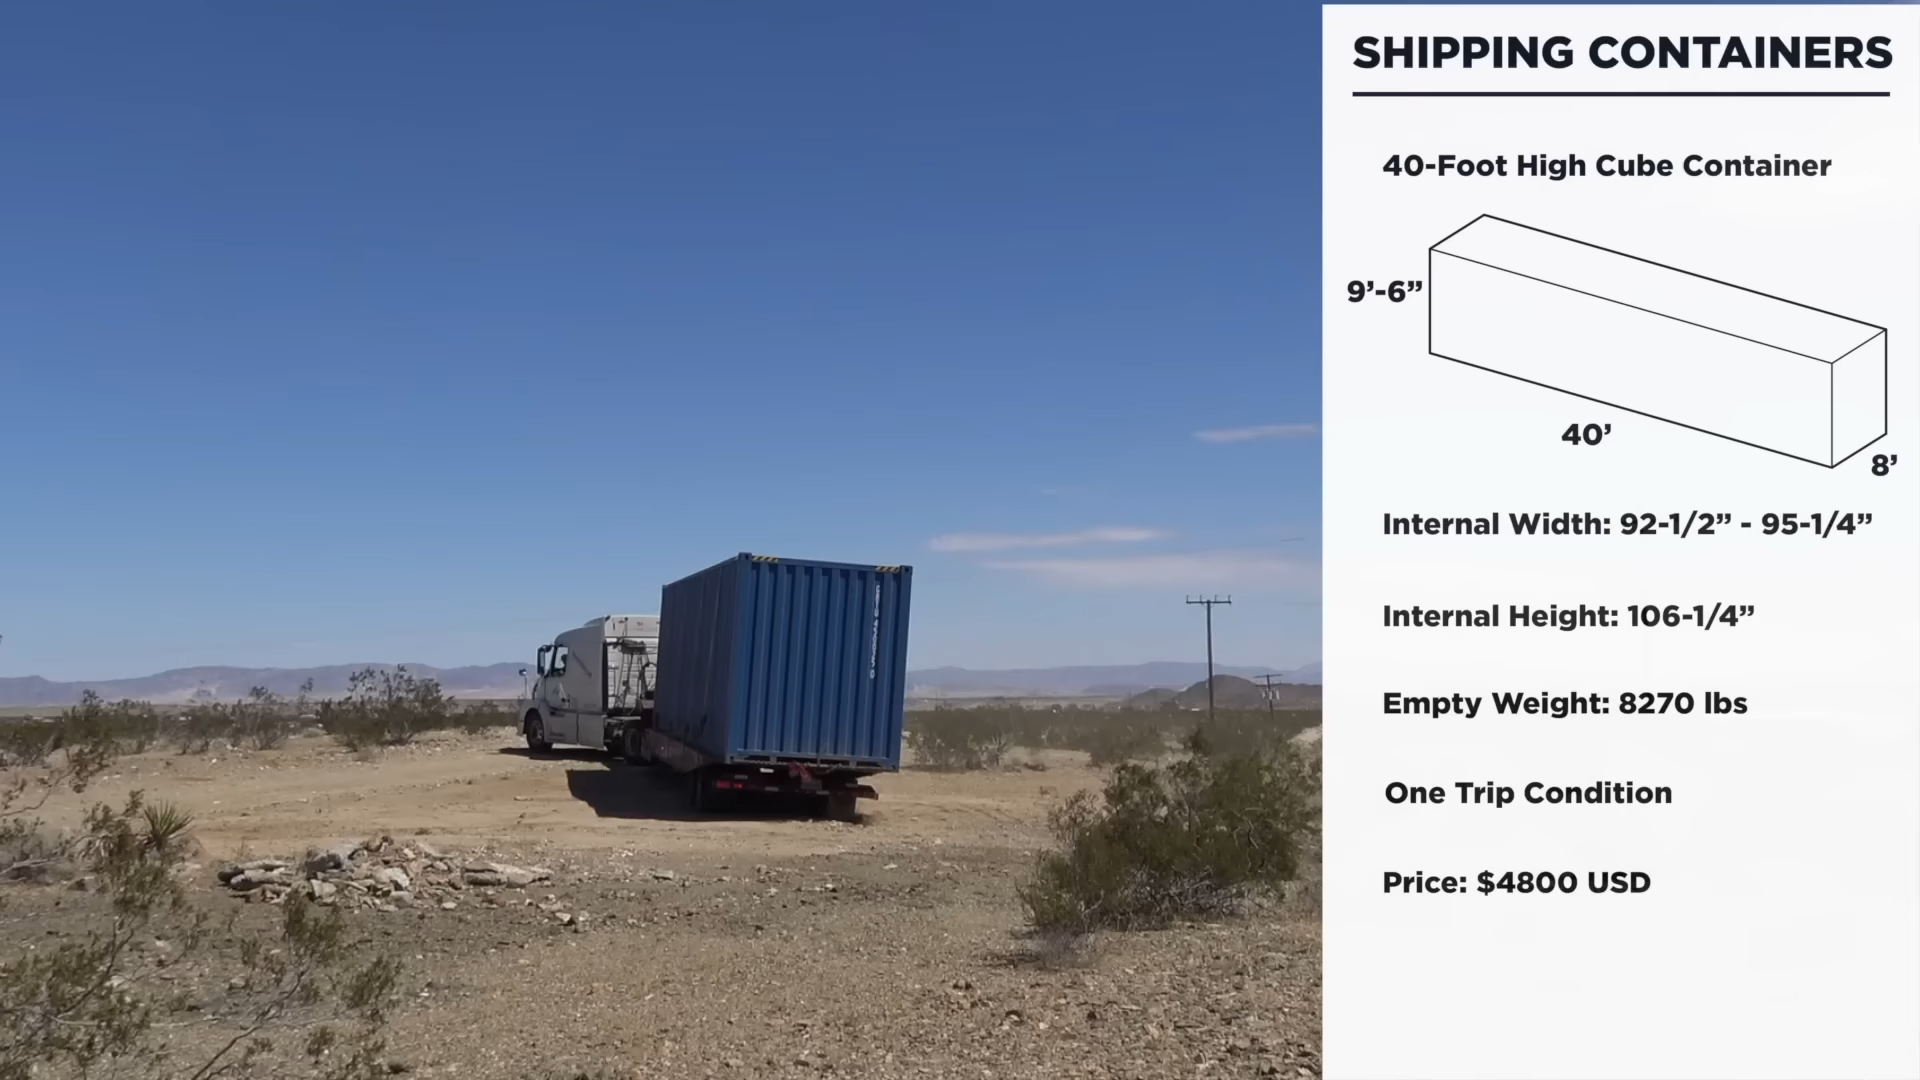 SHIPPING CONTAINERS
40-Foot High Cube Container
9’-6”
40’
8’
Internal Width: 92-1/2” - 95-1/4”
Internal Height: 106-1/4”
Empty Weight: 8270 lbs
One Trip Condition
Price: $4800 USD